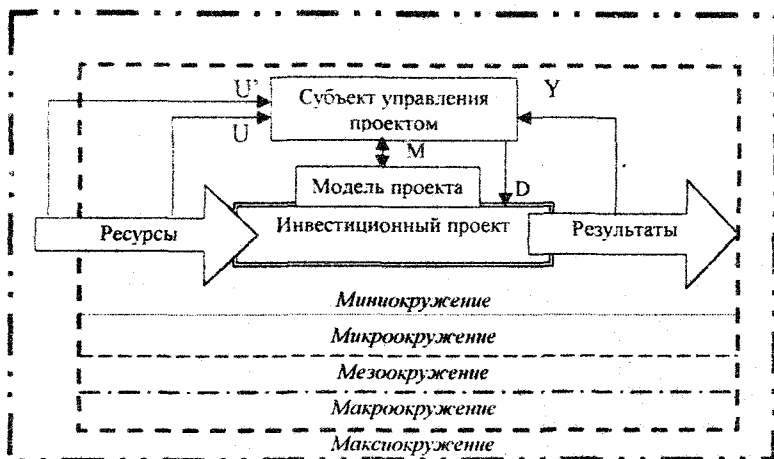 U'
Субъект управления
проектом
Y
U
M
Модель проекта
D
Ресурсы
Инвестиционный проект
Результаты
Миниокружение
Микроокружение
Мезоокружение
Макроокружение
Максиокружение